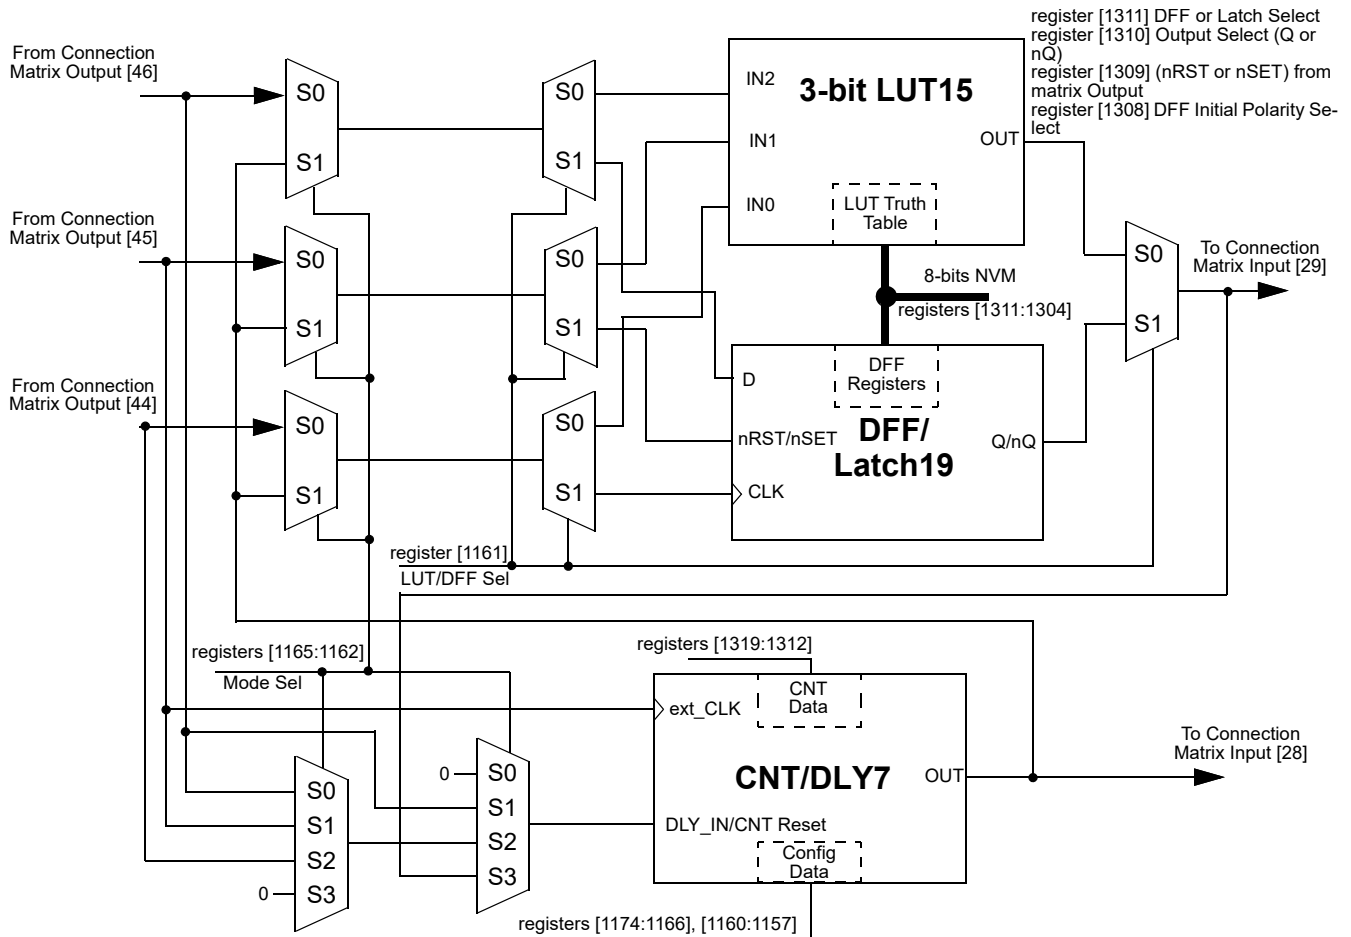 register [1311] DFF or Latch Select
register [1310] Output Select (Q or
nQ)
register [1309] (nRST or nSET) from
matrix Output
register [1308] DFF Initial Polarity Se-
lect
From Connection
Matrix Output [46]
S0
S1
S0
S1
IN2
3-bit LUT15
IN1
OUT
IN0
LUT Truth
Table
From Connection
Matrix Output [45]
S0
S1
S0
S1
8-bits NVM
registers [1311:1304]
S0
S1
To Connection
Matrix Input [29]
From Connection
Matrix Output [44]
S0
S1
S0
S1
D
DFF
Registers
nRST/nSET
DFF/
Latch19
Q/nQ
CLK
register [1161]
LUT/DFF Sel
registers [1165:1162]
Mode Sel
registers [1319:1312]
CNT
Data
ext_CLK
CNT/DLY7
OUT
To Connection
Matrix Input [28]
0
S0
S1
S2
S3
S0
S1
S2
0
S3
DLY_IN/CNT Reset
Config
Data
registers [1174:1166], [1160:1157]